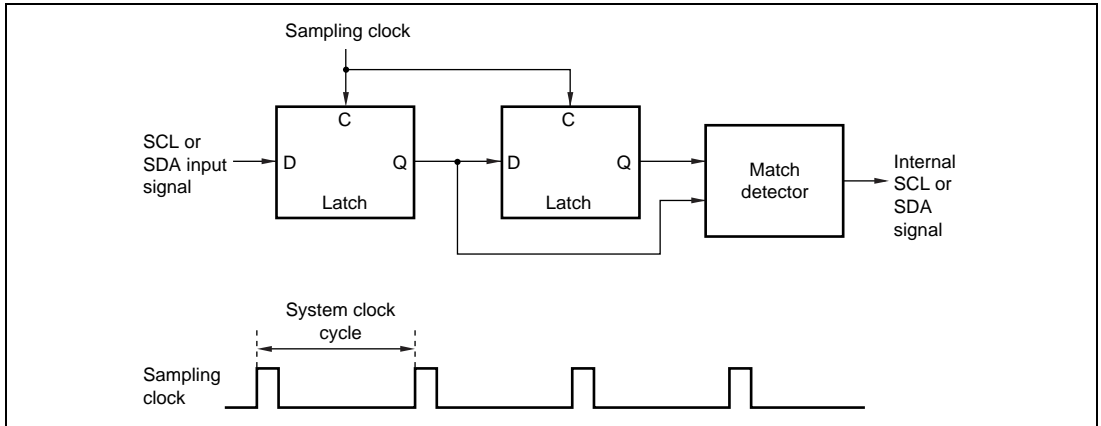 Sampling clock
C
C
SCL or
SDA input
signal
D
Q
D
Q
Latch
Latch
Match
detector
Internal
SCL or
SDA
signal
System clock
cycle
Sampling
clock